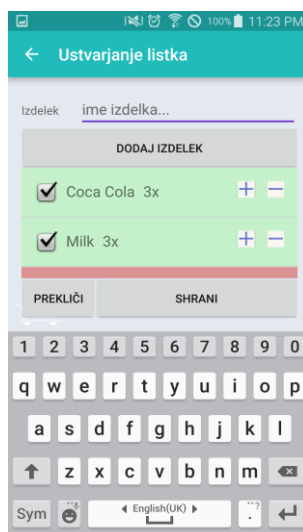 100% 11:23 PM
Ustvarjanje listka
Izdelek ime izdelka...
DODAJ IZDELEK
Coca Cola 3x + −
Milk 3x + −
PREKLIČI SHRANI
1 2 3 4 5 6 7 8 9 0
q w e r t y u i o p
a s d f g h j k l
z x c v b n m
Sym English(UK) . ,?